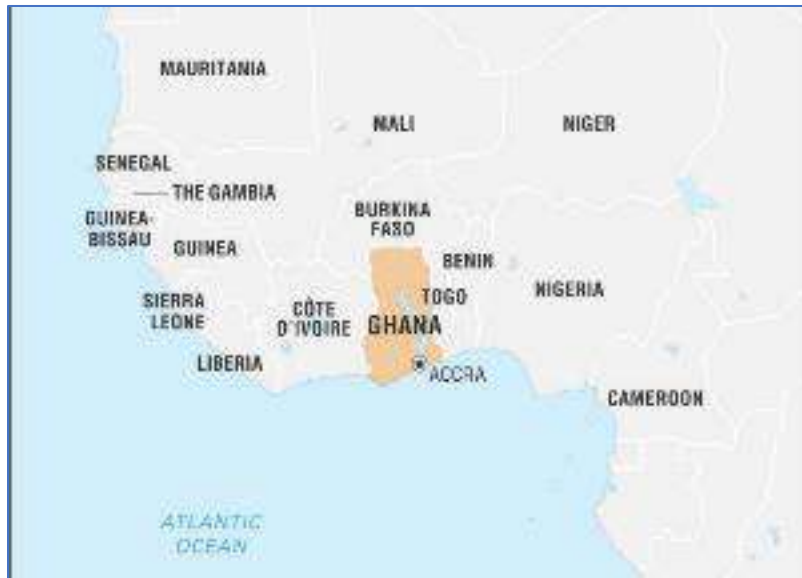 MAURITANIA
MALI
NIGER
SENEGAL
THE GAMBIA
GUINEA-
BISSAU
GUINEA
BURKINA
FASO
BENIN
NIGERIA
SIERRA
LEONE
CÔTE
D'IVOIRE
TOGO
GHANA
LIBERIA
ACCRA
CAMEROON
ATLANTIC
OCEAN